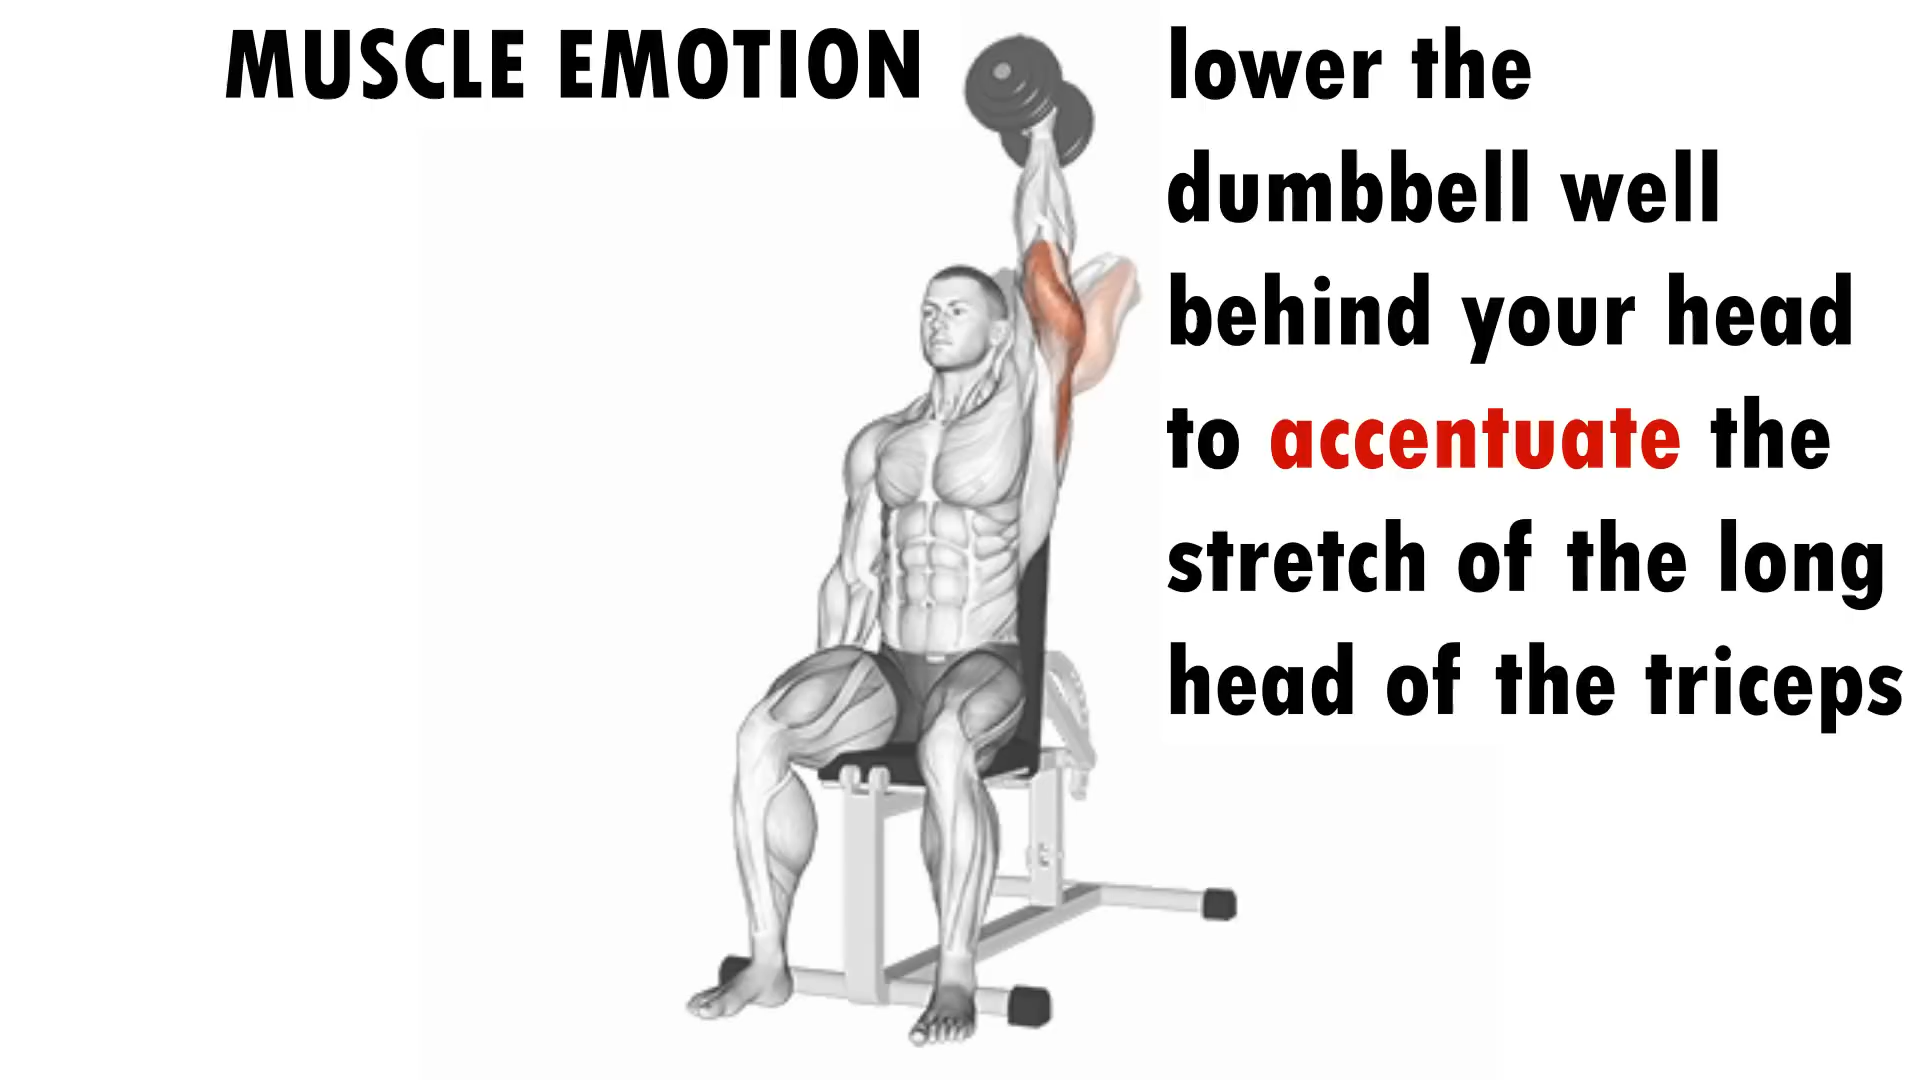 MUSCLE EMOTION
lower the
dumbbell well
behind your head
to accentuate the
stretch of the long
head of the triceps